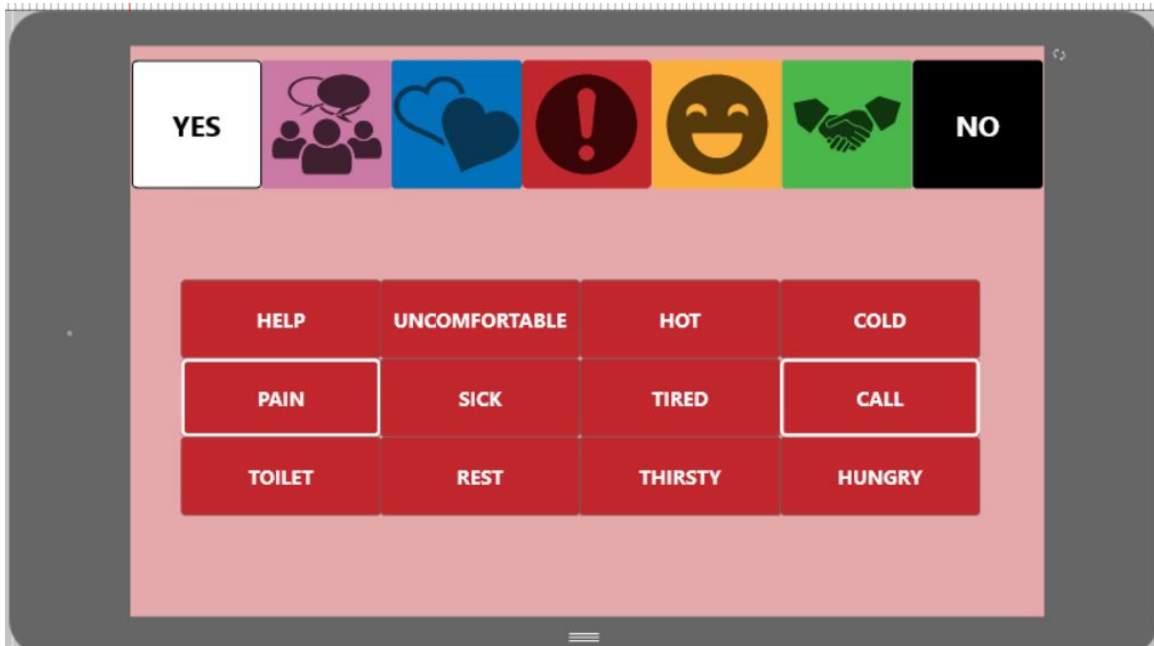 YES NO
HELP UNCOMFORTABLE HOT COLD
PAIN SICK TIRED CALL
TOILET REST THIRSTY HUNGRY